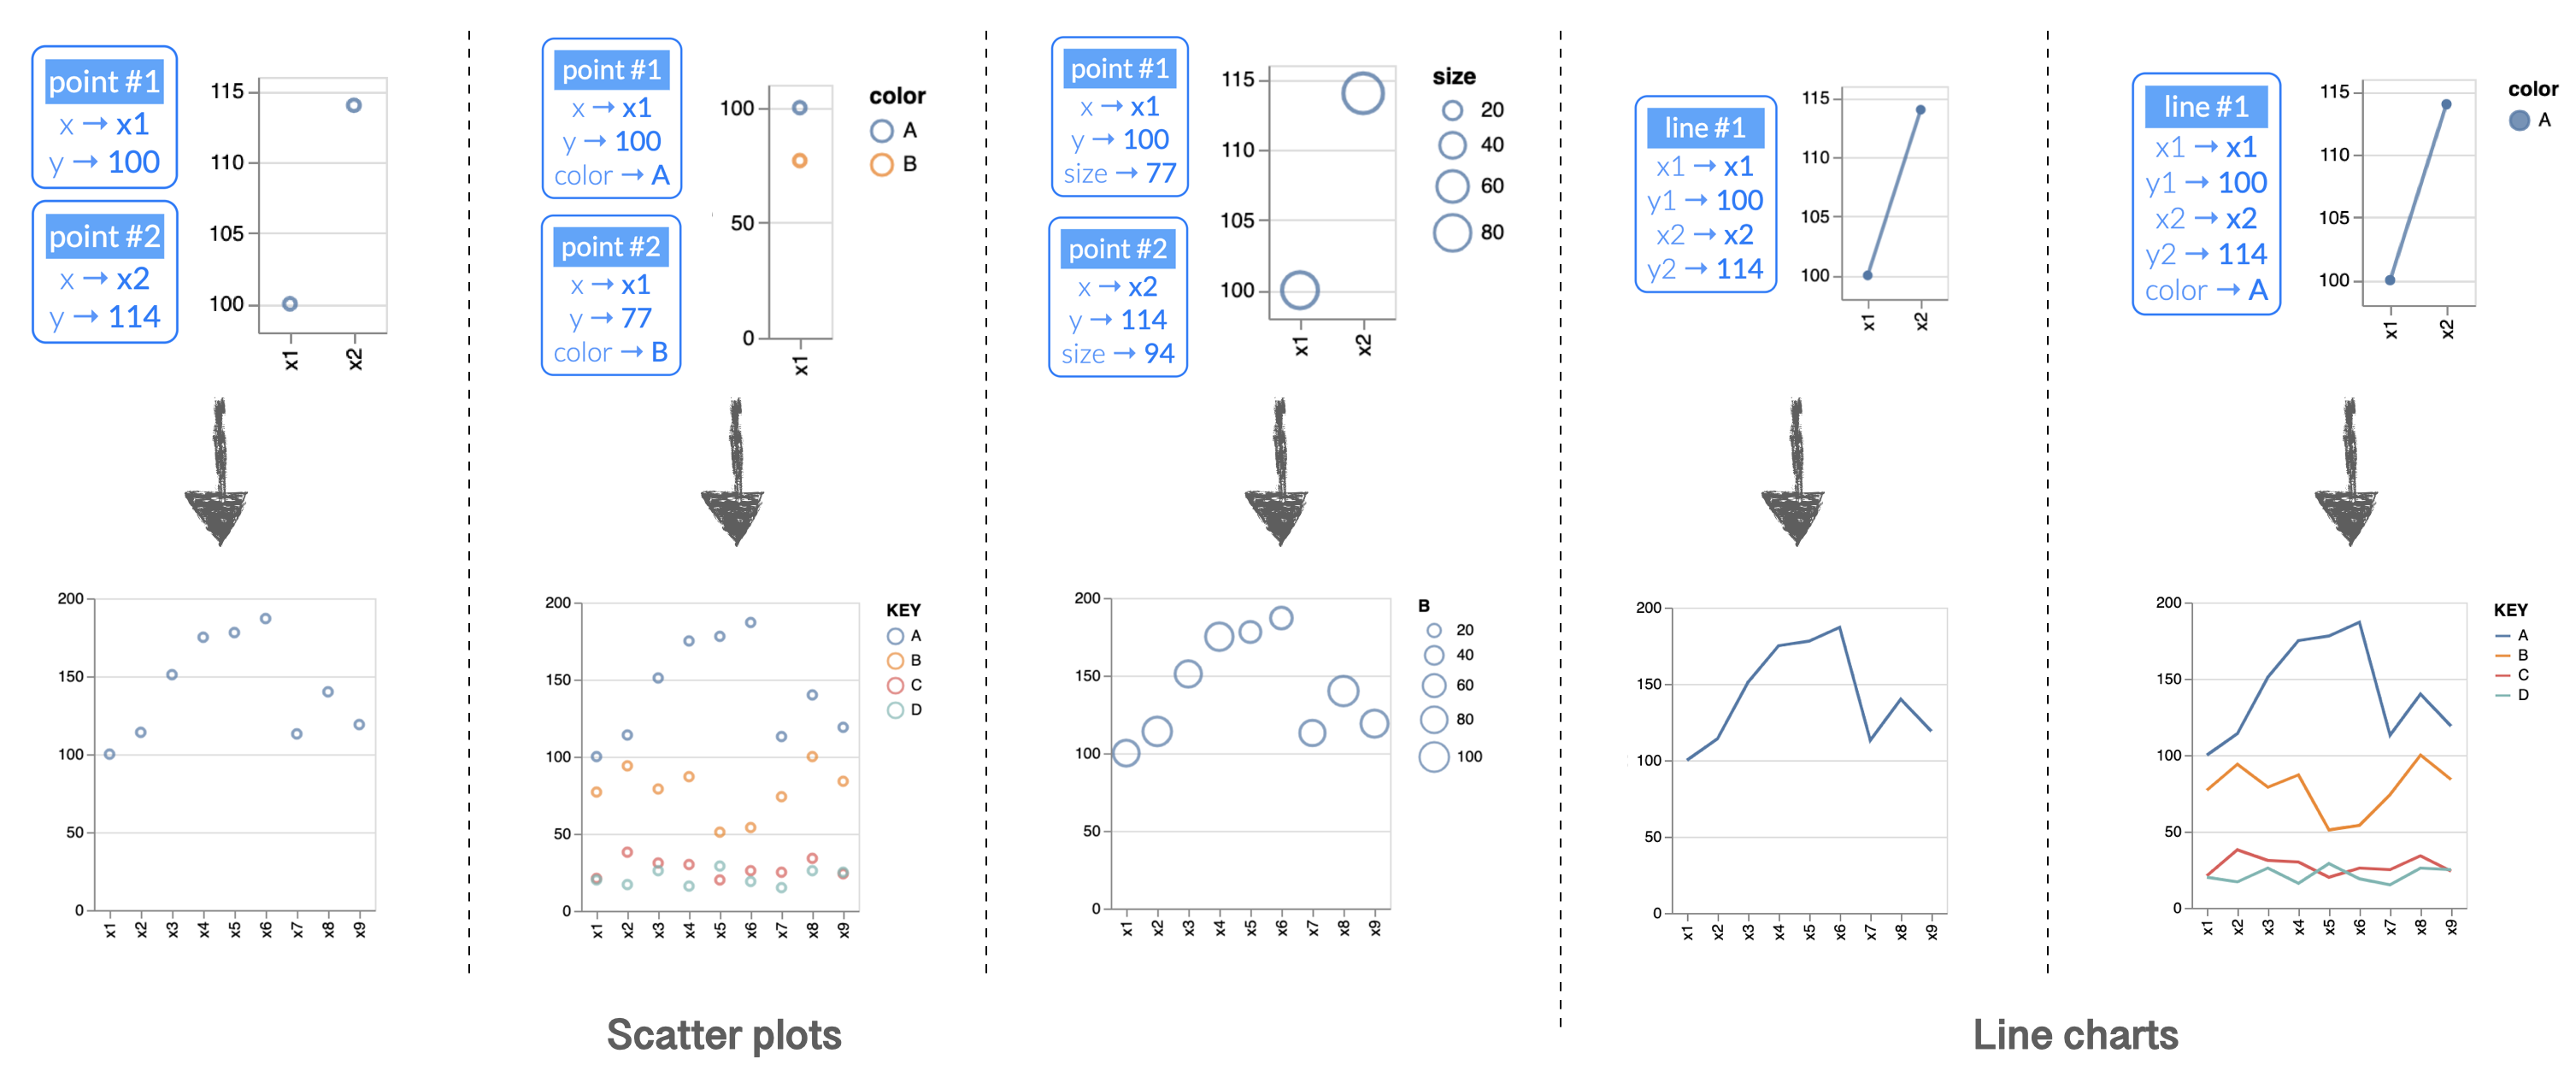 point #1
x → x1
y → 100
point #2
x → x2
y → 114
115
110
105
100
x1
x2
200
150
100
50
0
x1
x2
x3
x4
x5
x6
x7
x8
x9
point #1
x → x1
y → 100
color → A
point #2
x → x1
y → 77
color → B
100
50
0
x1
color
A
B
200
150
100
50
0
x1
x2
x3
x4
x5
x6
x7
x8
x9
KEY
A
B
C
D
point #1
x → x1
y → 100
size → 77
point #2
x → x2
y → 114
size → 94
115
110
105
100
x1
x2
size
20
40
60
80
200
150
100
50
0
x1
x2
x3
x4
x5
x6
x7
x8
x9
B
20
40
60
80
100
Scatter plots
line #1
x1 → x1
y1 → 100
x2 → x2
y2 → 114
115
110
105
100
x1
x2
200
150
100
50
0
x1
x2
x3
x4
x5
x6
x7
x8
x9
line #1
x1 → x1
y1 → 100
x2 → x2
y2 → 114
color → A
115
110
105
100
x1
x2
color
A
200
150
100
50
0
x1
x2
x3
x4
x5
x6
x7
x8
x9
KEY
A
B
C
D
Line charts